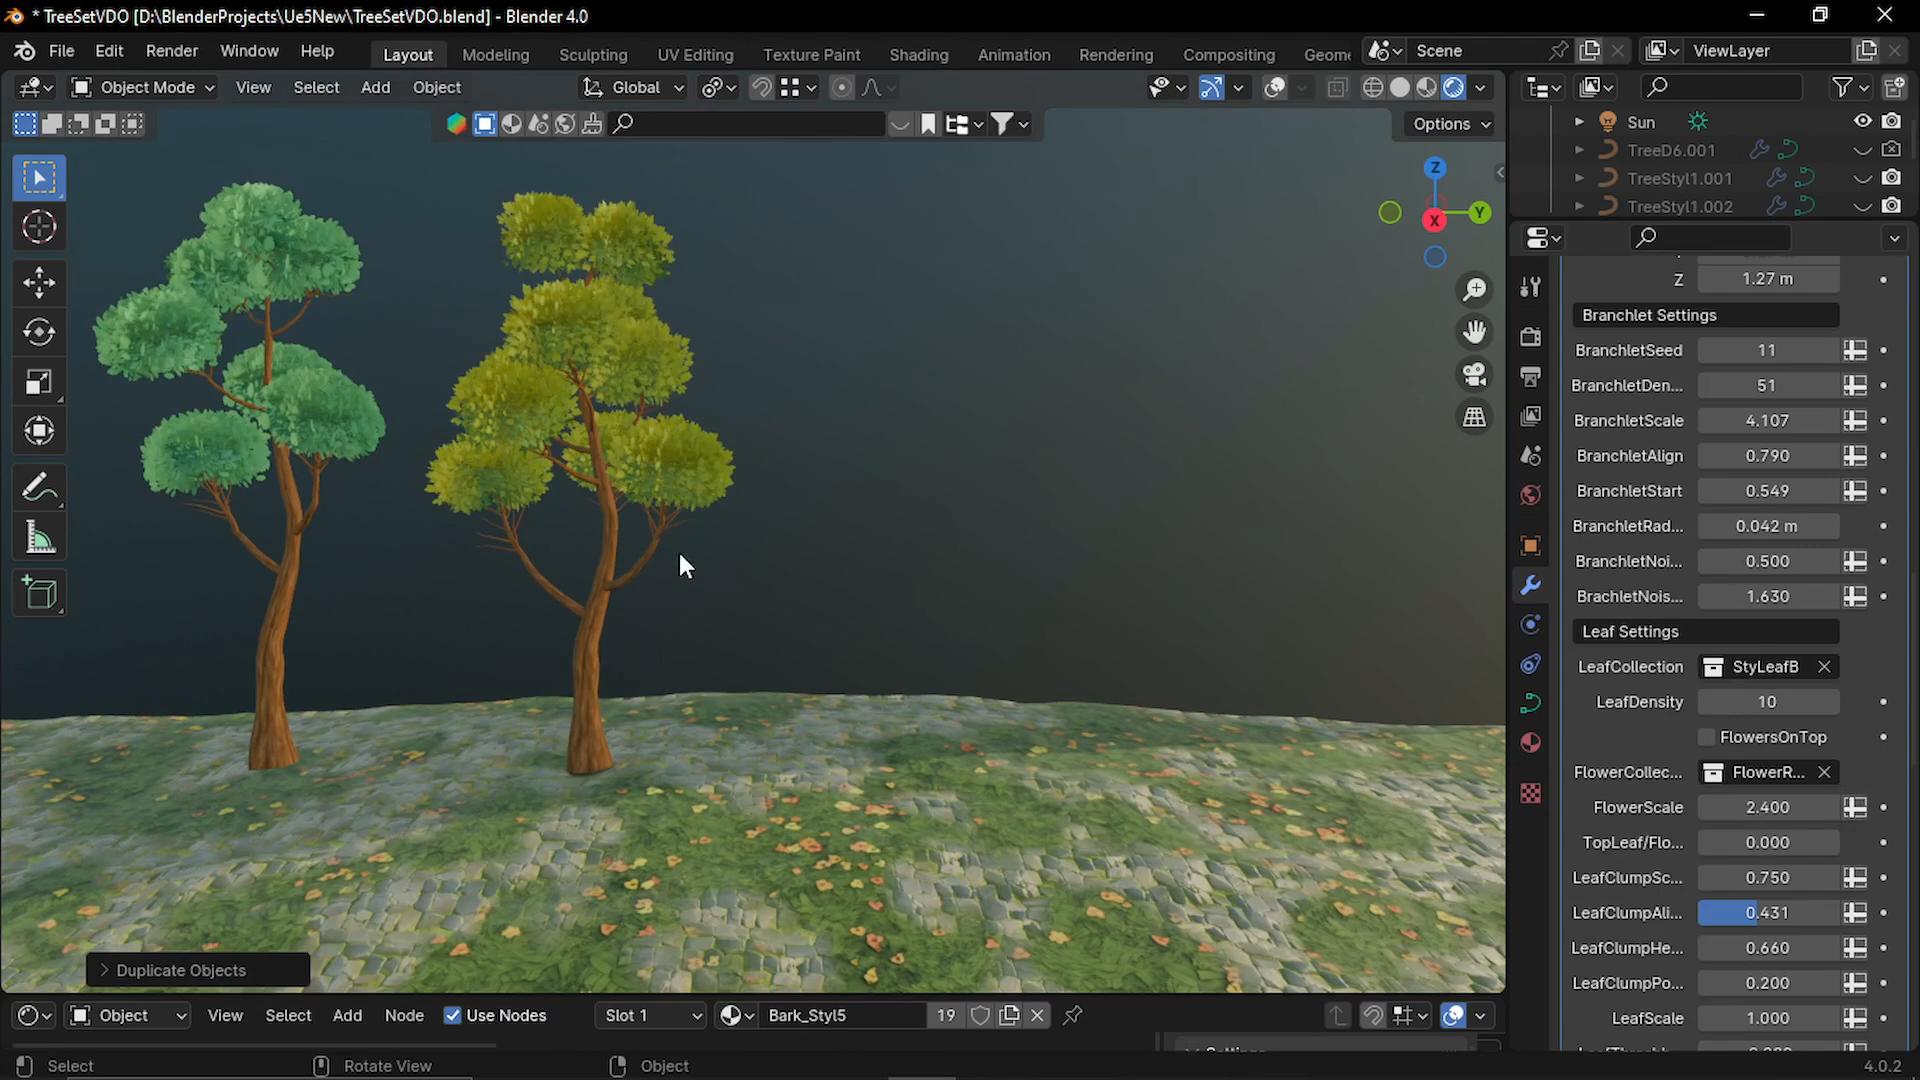 * TreeSetVDO [D:\BlenderProjects\Ue5New\TreeSetVDO.blend] - Blender 4.0
File Edit Render Window Help Layout Modeling Sculpting UV Editing Texture Paint Shading Animation Rendering Compositing Geome Scene ViewLayer
Object Mode View Select Add Object Global
Options
Sun
TreeD6.001
TreeStyl1.001
TreeStyl1.002
Z X Y
Z 1.27 m
Branchlet Settings
BranchletSeed 11
BranchletDen... 51
BranchletScale 4.107
BranchletAlign 0.790
BranchletStart 0.549
BranchletRad... 0.042 m
BranchletNoi... 0.500
BrachletNois... 1.630
Leaf Settings
LeafCollection StyLeafB
LeafDensity 10
FlowersOnTop
FlowerCollec... FlowerR...
FlowerScale 2.400
TopLeaf/Flo... 0.000
LeafClumpSc... 0.750
LeafClumpAli... 0.431
LeafClumpHe... 0.660
LeafClumpPo... 0.200
LeafScale 1.000
Duplicate Objects
Object View Select Add Node Use Nodes Slot 1 Bark_Styl5 19
Select Rotate View Object 4.0.2